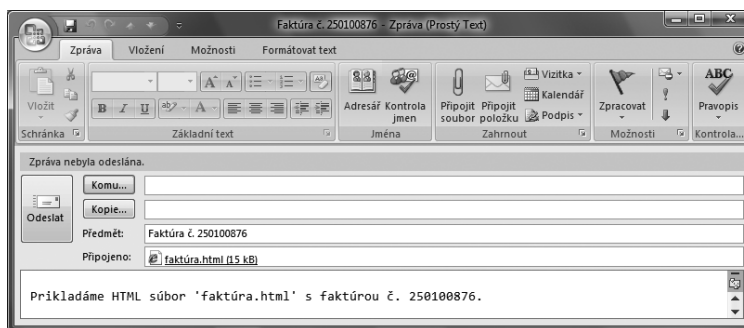 Faktúra č. 250100876 - Zpráva (Prostý Text)
Zpráva Vložení Možnosti Formátovat text
Vložit
Schránka
B I U ab A A A A
Základní text
Adresář Kontrola jmen
Jména
Připojit soubor Připojit položku
Vizitka
Kalendář
Podpis
Zahrnout
Zpracovat
Možnosti
ABC
Pravopis
Kontrola...
Zpráva nebyla odeslána.
Odeslat
Komu...
Kopie...
Předmět: Faktúra č. 250100876
Připojeno: faktúra.html (15 kB)
Prikladáme HTML súbor 'faktúra.html' s faktúrou č. 250100876.